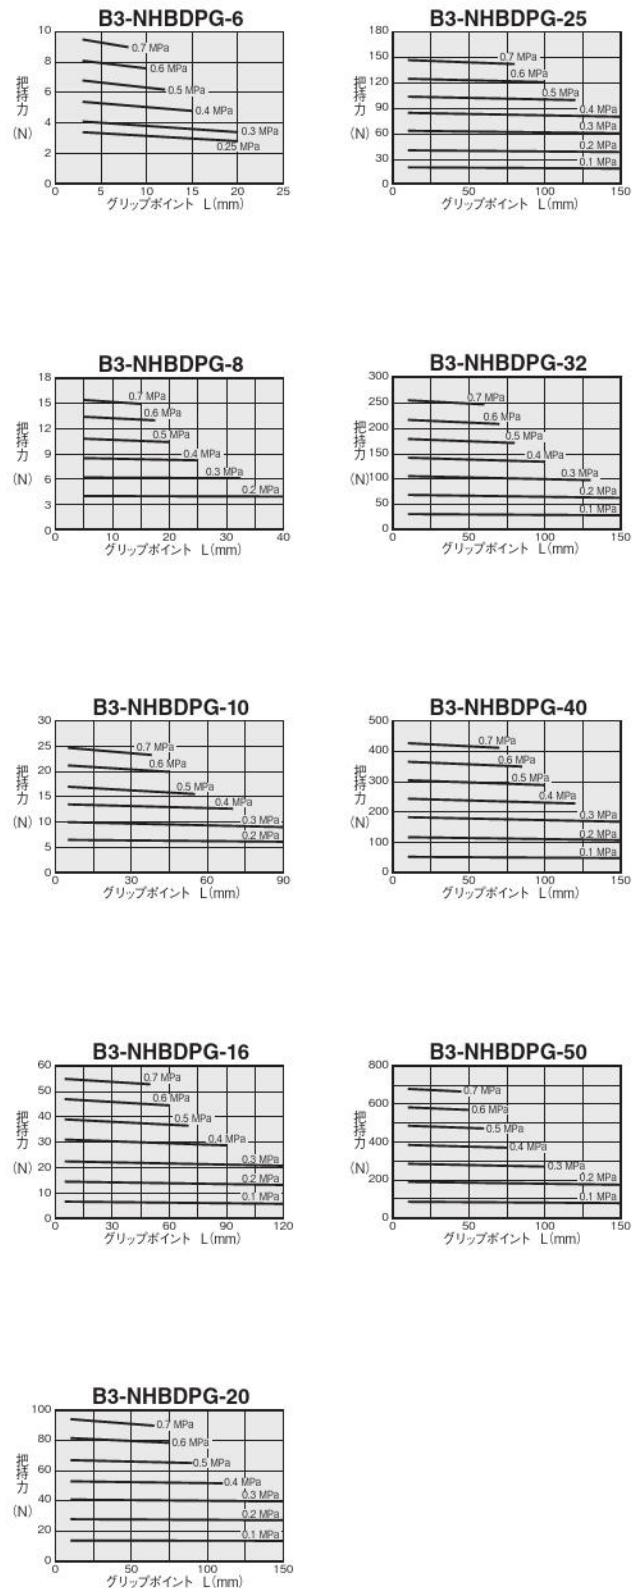 B3-NHBDPG-6
10
8
6
4
2
0
把持力
(N)
0.7 MPa
0.6 MPa
0.5 MPa
0.4 MPa
0.3 MPa
0.25 MPa
0 5 10 15 20 25
グリップポイント L(mm)
B3-NHBDPG-25
180
150
120
90
60
30
0
把持力
(N)
0.7 MPa
0.6 MPa
0.5 MPa
0.4 MPa
0.3 MPa
0.2 MPa
0.1 MPa
0 50 100 150
グリップポイント L(mm)
B3-NHBDPG-8
18
15
12
9
6
3
0
把持力
(N)
0.7 MPa
0.6 MPa
0.5 MPa
0.4 MPa
0.3 MPa
0.2 MPa
0 10 20 30 40
グリップポイント L(mm)
B3-NHBDPG-32
300
250
200
150
100
50
0
把持力
(N)
0.7 MPa
0.6 MPa
0.5 MPa
0.4 MPa
0.3 MPa
0.2 MPa
0.1 MPa
0 50 100 150
グリップポイント L(mm)
B3-NHBDPG-10
30
25
20
15
10
5
0
把持力
(N)
0.7 MPa
0.6 MPa
0.5 MPa
0.4 MPa
0.3 MPa
0.2 MPa
0 30 60 90
グリップポイント L(mm)
B3-NHBDPG-40
500
400
300
200
100
0
把持力
(N)
0.7 MPa
0.6 MPa
0.5 MPa
0.4 MPa
0.3 MPa
0.2 MPa
0.1 MPa
0 50 100 150
グリップポイント L(mm)
B3-NHBDPG-16
60
50
40
30
20
10
0
把持力
(N)
0.7 MPa
0.6 MPa
0.5 MPa
0.4 MPa
0.3 MPa
0.2 MPa
0.1 MPa
0 30 60 90 120
グリップポイント L(mm)
B3-NHBDPG-50
800
600
400
200
0
把持力
(N)
0.7 MPa
0.6 MPa
0.5 MPa
0.4 MPa
0.3 MPa
0.2 MPa
0.1 MPa
0 50 100 150
グリップポイント L(mm)
B3-NHBDPG-20
100
80
60
40
20
0
把持力
(N)
0.7 MPa
0.6 MPa
0.5 MPa
0.4 MPa
0.3 MPa
0.2 MPa
0.1 MPa
0 50 100 150
グリップポイント L(mm)